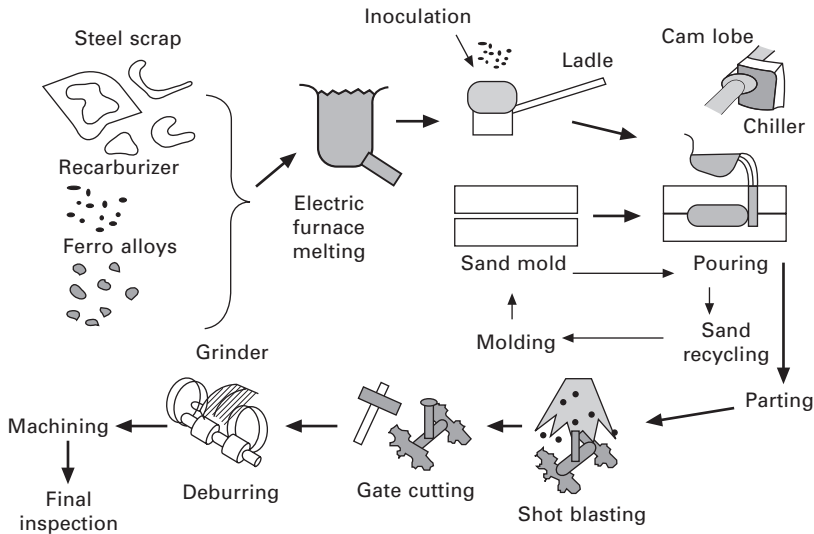 Inoculation
Steel scrap
Ladle
Cam lobe
Chiller
Recarburizer
Ferro alloys
Electric
furnace
melting
Sand mold
Pouring
Molding
Sand
recycling
Parting
Shot blasting
Gate cutting
Grinder
Deburring
Machining
Final
inspection